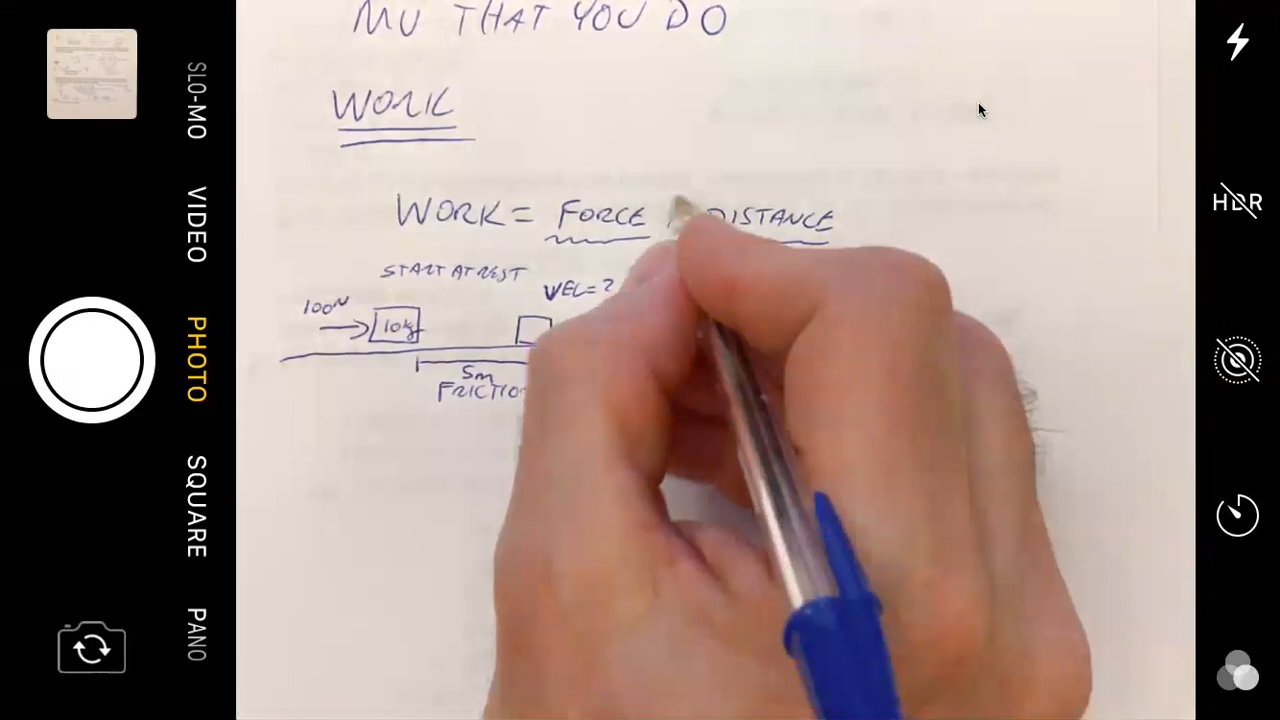 SLO-MO
VIDEO
PHOTO
SQUARE
PANO
HDR
MV THAT YOU DO
WORK
WORK = FORCE DISTANCE
START AT REST
VEL=?
100N
10kg
5m